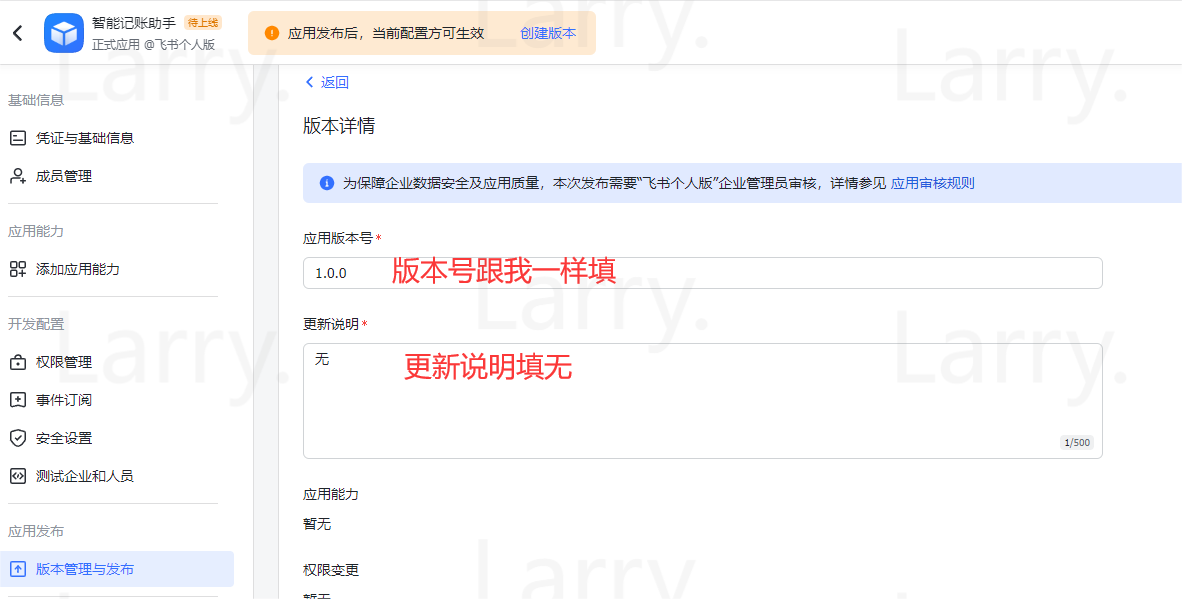 智能记账助手 待上线
正式应用 @飞书个人版
应用发布后，当前配置方可生效 创建版本
基础信息
凭证与基础信息
成员管理
应用能力
添加应用能力
开发配置
权限管理
事件订阅
安全设置
测试企业和人员
应用发布
版本管理与发布
返回
版本详情
为保障企业数据安全及应用质量，本次发布需要“飞书个人版”企业管理员审核，详情参见 应用审核规则
应用版本号*
1.0.0 版本号跟我一样填
更新说明*
无
更新说明填无
1/500
应用能力
暂无
权限变更
暂无
Larry.
Larry.
Larry.
Larry.
Larry.
Larry.
Larry.